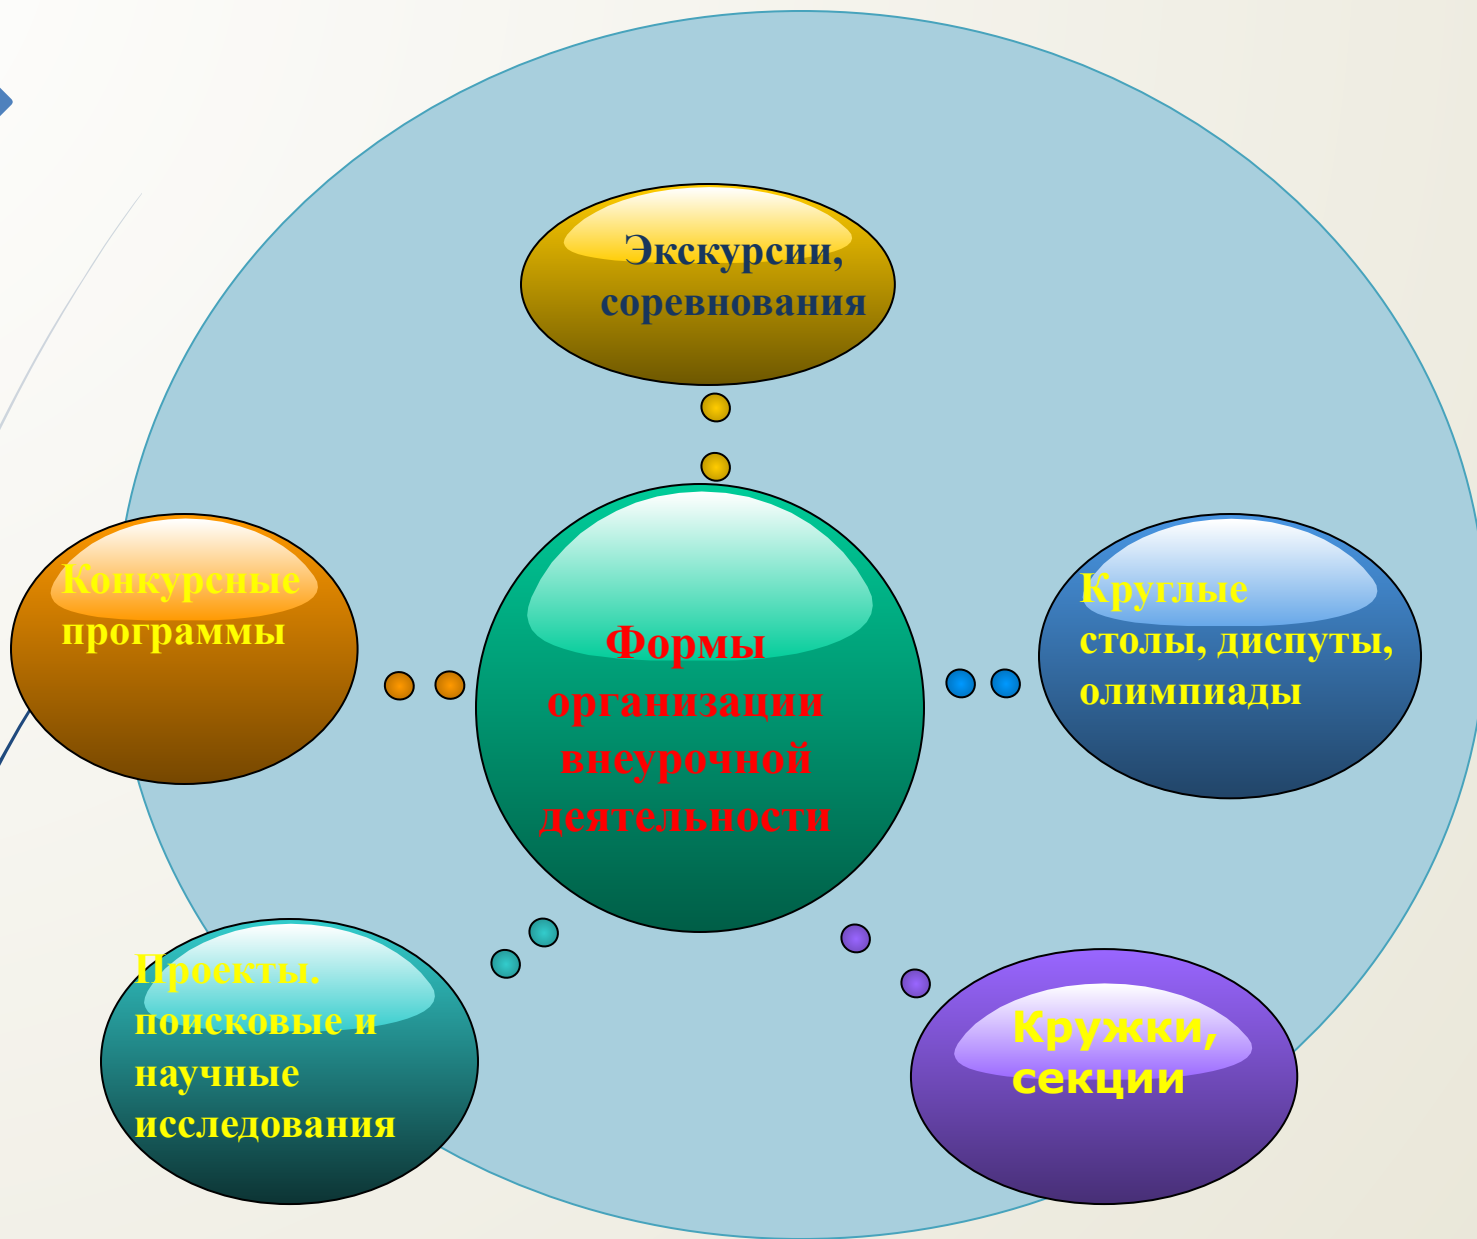 Экскурсии,
соревнования
Конкурсные
программы
Круглые
столы, диспуты,
олимпиады
Формы
организации
внеурочной
деятельности
Проекты.
поисковые и
научные
исследования
Кружки,
секции